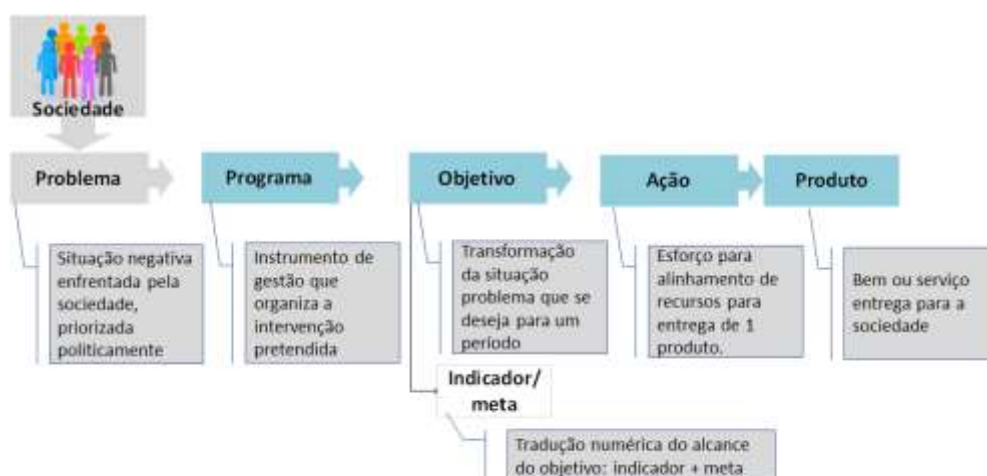 Sociedade
Problema
Programa
Objetivo
Ação
Produto
Situação negativa
enfrentada pela
sociedade,
priorizada
politicamente
Instrumento de
gestão que
organiza a
intervenção
pretendida
Transformação
da situação
problema que se
deseja para um
período
Esforço para
alinhamento de
recursos para
entrega de 1
produto.
Bem ou serviço
entrega para a
sociedade
Indicador/
meta
Tradução numérica do alcance
do objetivo: indicador + meta